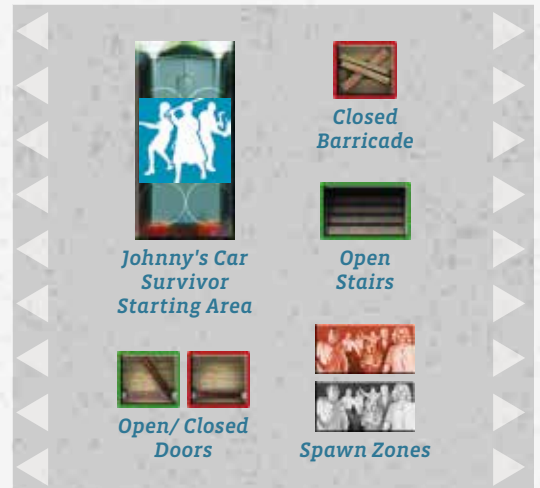 Johnny's Car
Survivor
Starting Area
Open/ Closed
Doors
Closed
Barricade
Open
Stairs
Spawn Zones